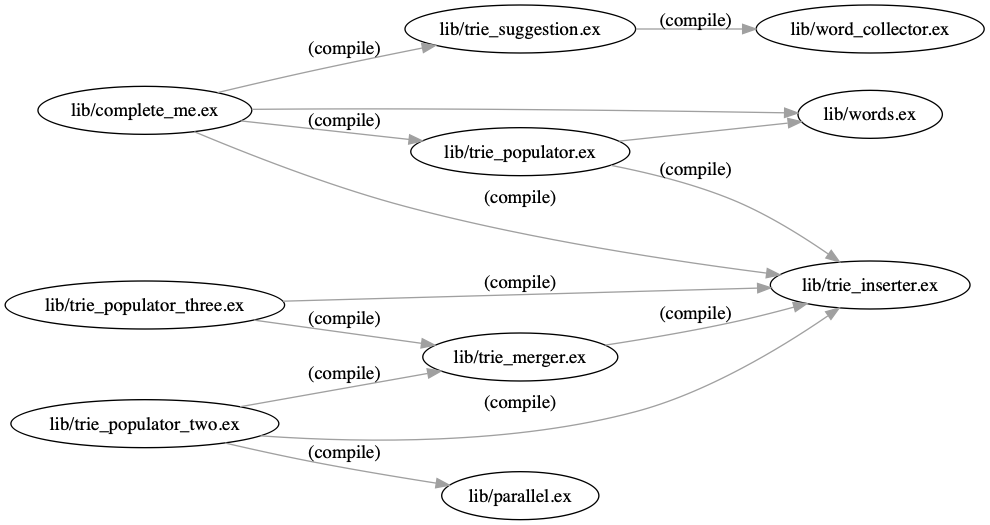 lib/trie_suggestion.ex
(compile)
lib/word_collector.ex
(compile)
lib/complete_me.ex
lib/words.ex
(compile)
lib/trie_populator.ex
(compile)
(compile)
lib/trie_inserter.ex
(compile)
lib/trie_populator_three.ex
(compile)
(compile)
lib/trie_merger.ex
(compile)
(compile)
lib/trie_populator_two.ex
(compile)
lib/parallel.ex